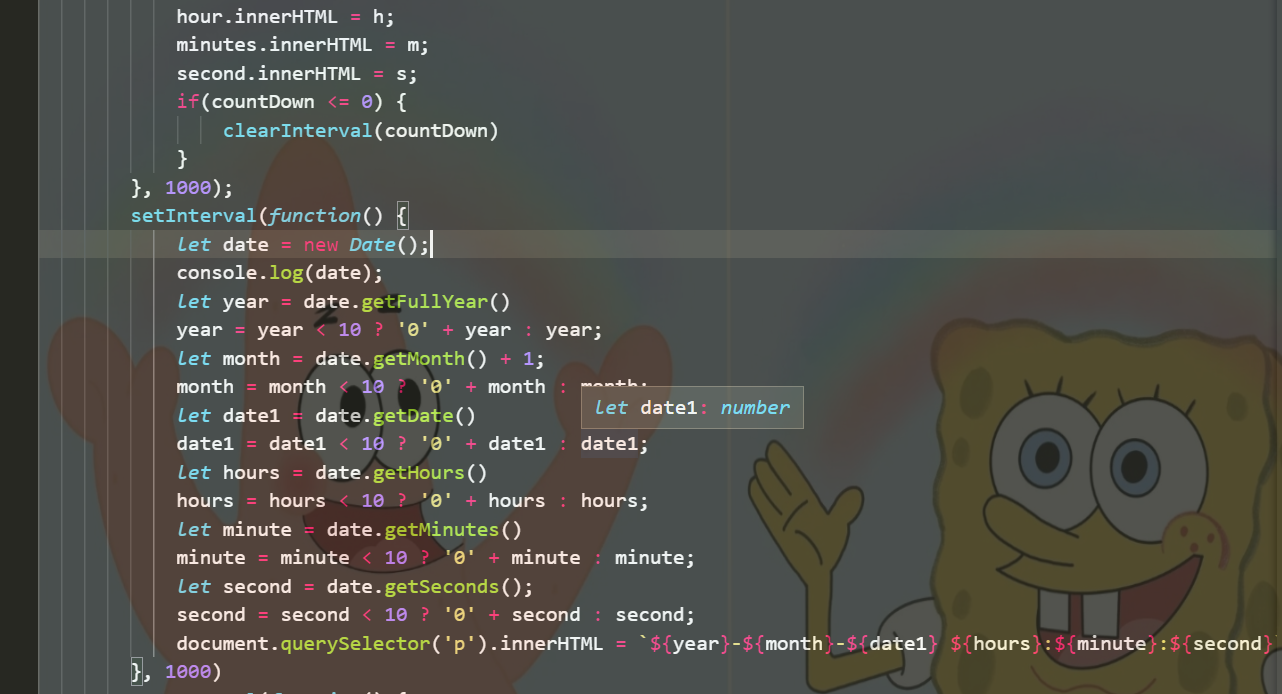 hour.innerHTML = h;
minutes.innerHTML = m;
second.innerHTML = s;
if(countDown <= 0) {
clearInterval(countDown)
}
}, 1000);
setInterval(function() {
let date = new Date();
console.log(date);
let year = date.getFullYear()
year = year < 10 ? '0' + year : year;
let month = date.getMonth() + 1;
month = month < 10 ? '0' + month : month;
let date1: number
let date1 = date.getDate()
date1 = date1 < 10 ? '0' + date1 : date1;
let hours = date.getHours()
hours = hours < 10 ? '0' + hours : hours;
let minute = date.getMinutes()
minute = minute < 10 ? '0' + minute : minute;
let second = date.getSeconds();
second = second < 10 ? '0' + second : second;
document.querySelector('p').innerHTML = `${year}-${month}-${date1} ${hours}:${minute}:${second}`
}, 1000)